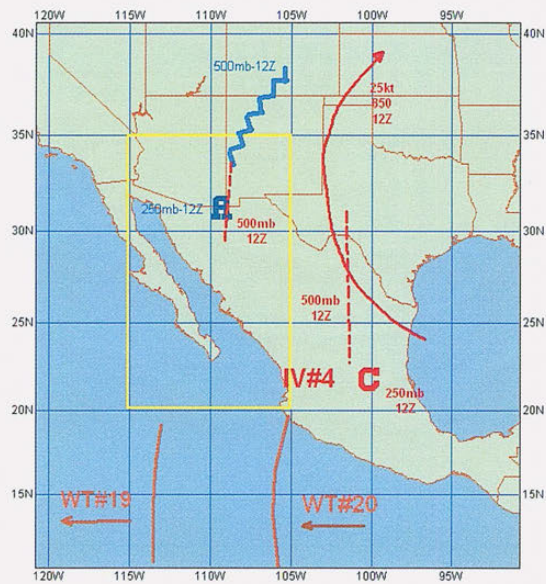 120W 115W 110W 105W 100W 95W
40N 40N
500mb-12Z
25kt
850
12Z
35N 35N
250mb-12Z A
500mb
12Z
30N 30N
500mb
12Z
25N 25N
IV#4 C
250mb
12Z
20N 20N
WT#19 WT#20
15N 15N
120W 115W 110W 105W 100W 95W